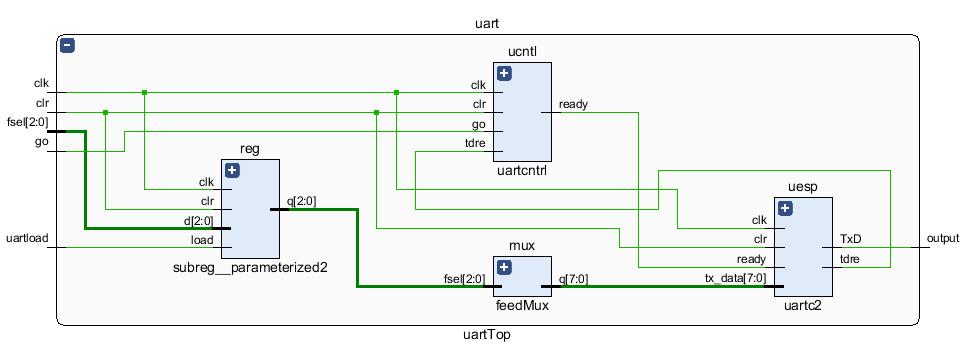 uart
ucntl
clk
clk
clr
clr
ready
fsel[2:0]
go
go
tdre
reg
uartcntrl
clk
uesp
clr
q[2:0]
d[2:0]
clk
uartload
load
mux
clr
TxD
output
subreg__parameterized2
ready
tdre
fsel[2:0]
q[7:0]
tx_data[7:0]
feedMux
uartc2
uartTop